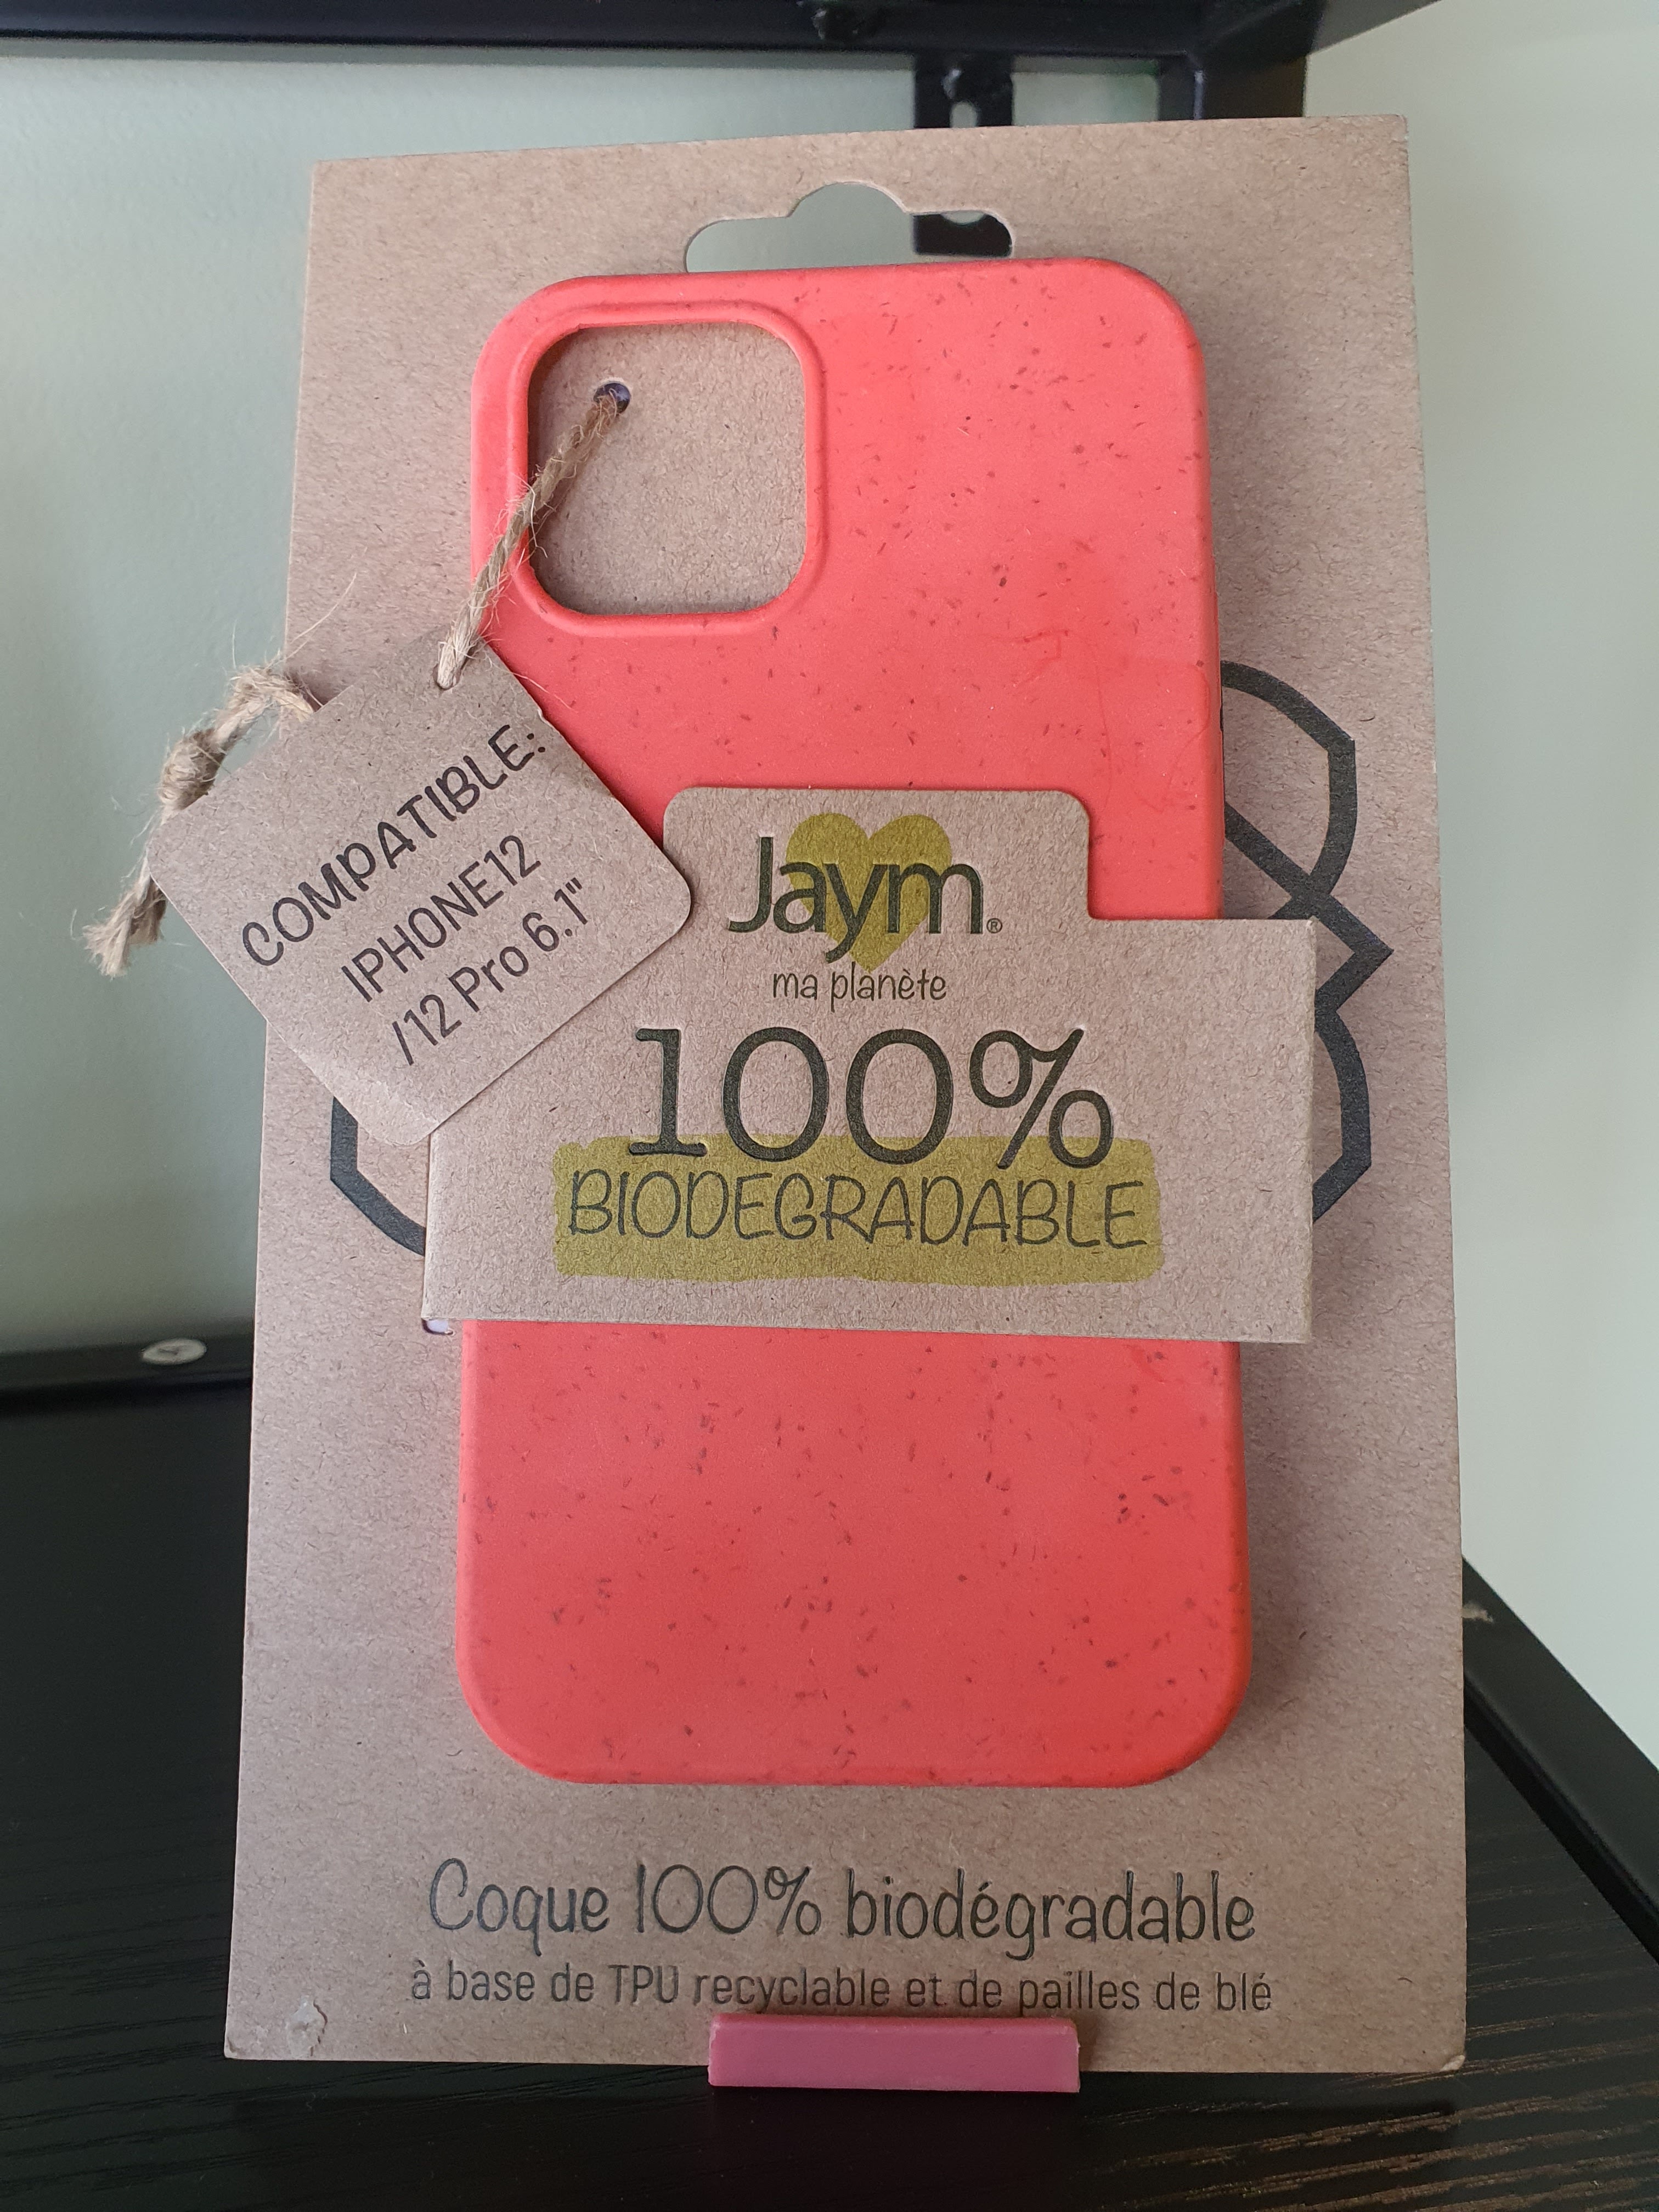 COMPATIBLE:
IPHONE12
/12 Pro 6.1"
Jaym®
ma planète
100%
BIODEGRADABLE
Coque 100% biodégradable
à base de TPU recyclable et de pailles de blé